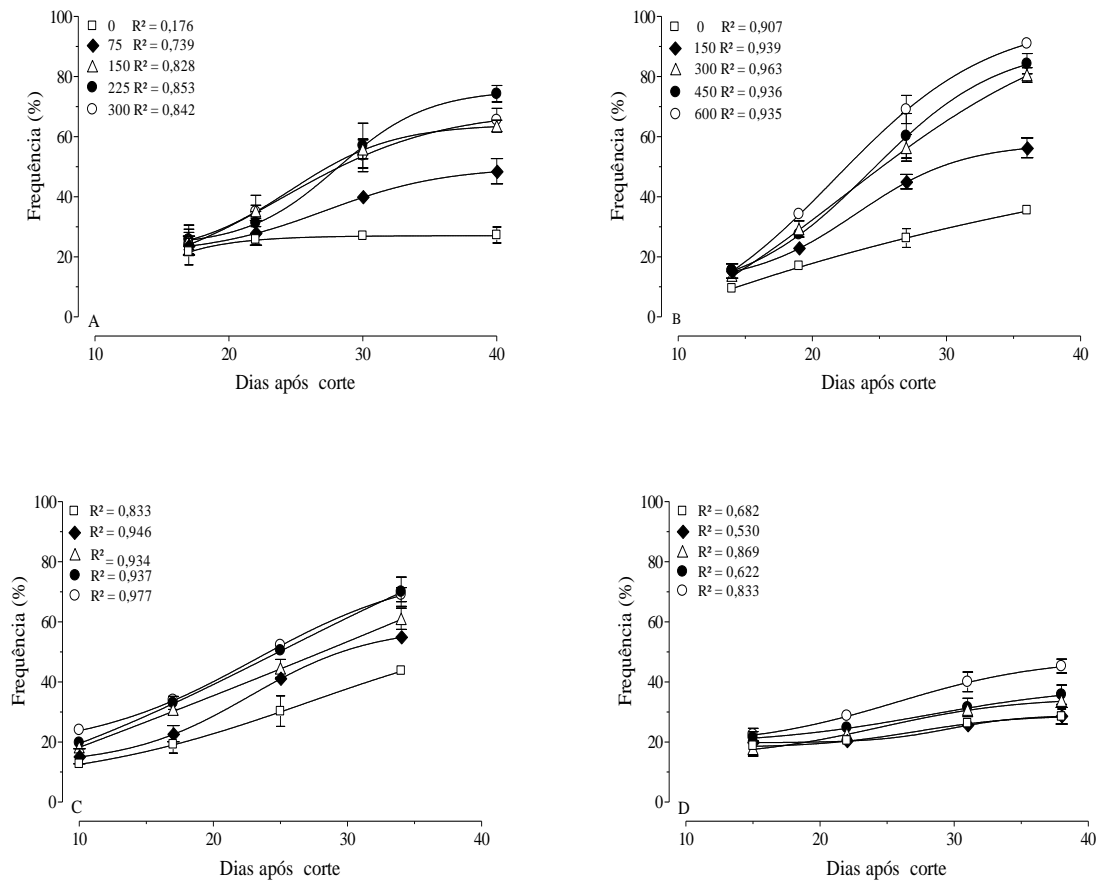 100
80
60
40
20
0
Frequência (%)
0 R² = 0,176
75 R² = 0,739
150 R² = 0,828
225 R² = 0,853
300 R² = 0,842
A
10 20 30 40
Dias após corte
100
80
60
40
20
0
Frequência (%)
0 R² = 0,907
150 R² = 0,939
300 R² = 0,963
450 R² = 0,936
600 R² = 0,935
B
10 20 30 40
Dias após corte
100
80
60
40
20
0
Frequência (%)
R² = 0,833
R² = 0,946
R² = 0,934
R² = 0,937
R² = 0,977
C
10 20 30 40
Dias após corte
100
80
60
40
20
0
Frequência (%)
R² = 0,682
R² = 0,530
R² = 0,869
R² = 0,622
R² = 0,833
D
10 20 30 40
Dias após corte